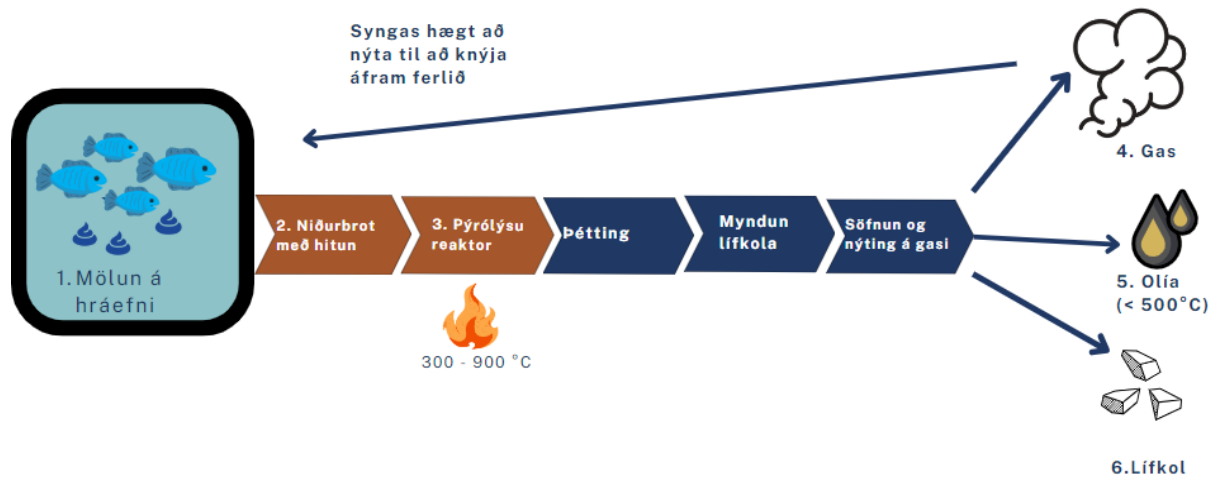 Syngas hægt að
nýta til að knýja
áfram ferlið
1. Mölun á
hráefni
2. Niðurbrot
með hitun
3. Pýrólýsu
reaktor
300 - 900 °C
Þétting
Myndun
lífkola
Söfnun og
nýting á gasi
4. Gas
5. Olía
(< 500°C)
6.Lífkol